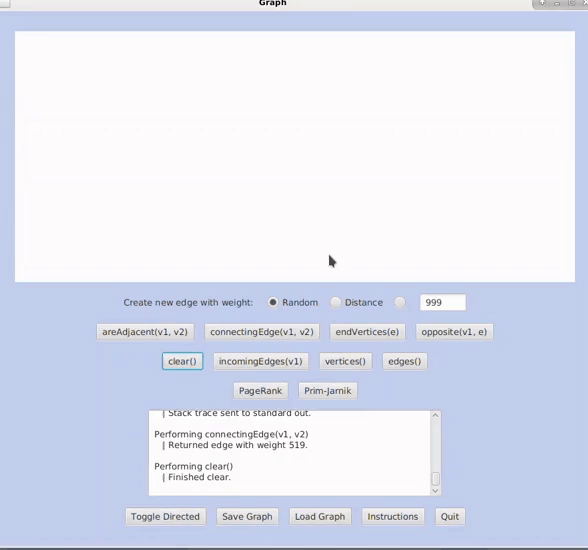 Graph
Create new edge with weight: Random Distance 999
areAdjacent(v1, v2) connectingEdge(v1, v2) endVertices(e) opposite(v1, e)
clear() incomingEdges(v1) vertices() edges()
PageRank Prim-Jarnik
| Stack trace sent to standard out.
Performing connectingEdge(v1, v2)
| Returned edge with weight 519.
Performing clear()
| Finished clear.
Toggle Directed Save Graph Load Graph Instructions Quit